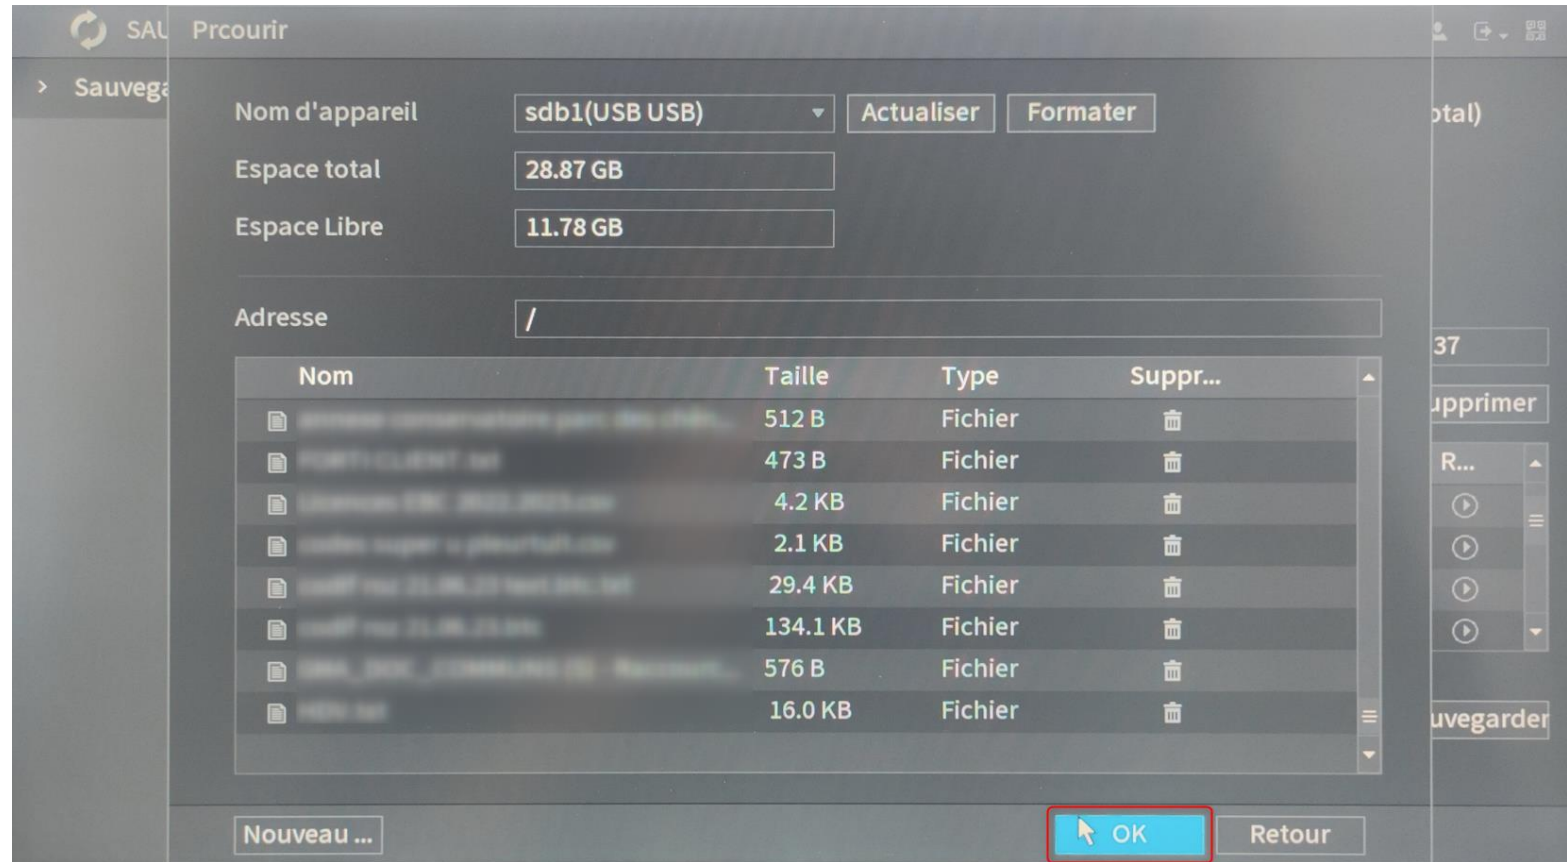 SAU
Prcourir
Sauvega
Nom d'appareil
sdb1(USB USB)
Actualiser
Formater
otal)
Espace total
28.87 GB
Espace Libre
11.78 GB
Adresse
/
37
Nom Taille Type Suppr...
upprimer
512 B Fichier
473 B Fichier
R...
4.2 KB Fichier
2.1 KB Fichier
29.4 KB Fichier
134.1 KB Fichier
576 B Fichier
16.0 KB Fichier
uvegarder
Nouveau ...
OK
Retour